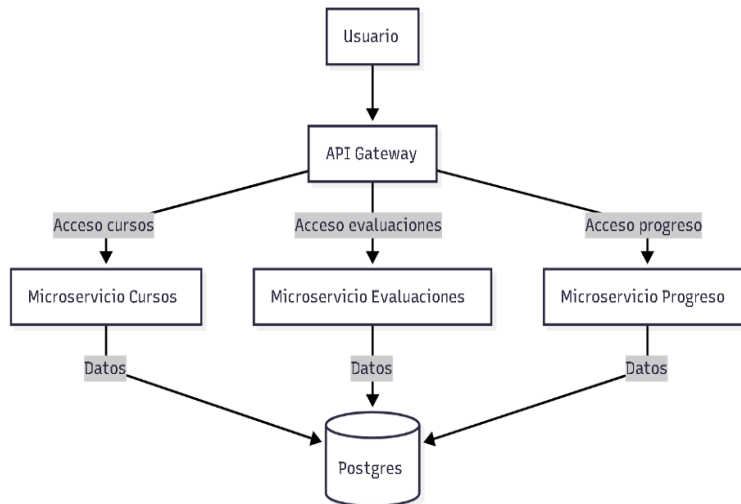 Usuario
API Gateway
Acceso cursos
Acceso evaluaciones
Acceso progreso
Microservicio Cursos
Microservicio Evaluaciones
Microservicio Progreso
Datos
Datos
Datos
Postgres